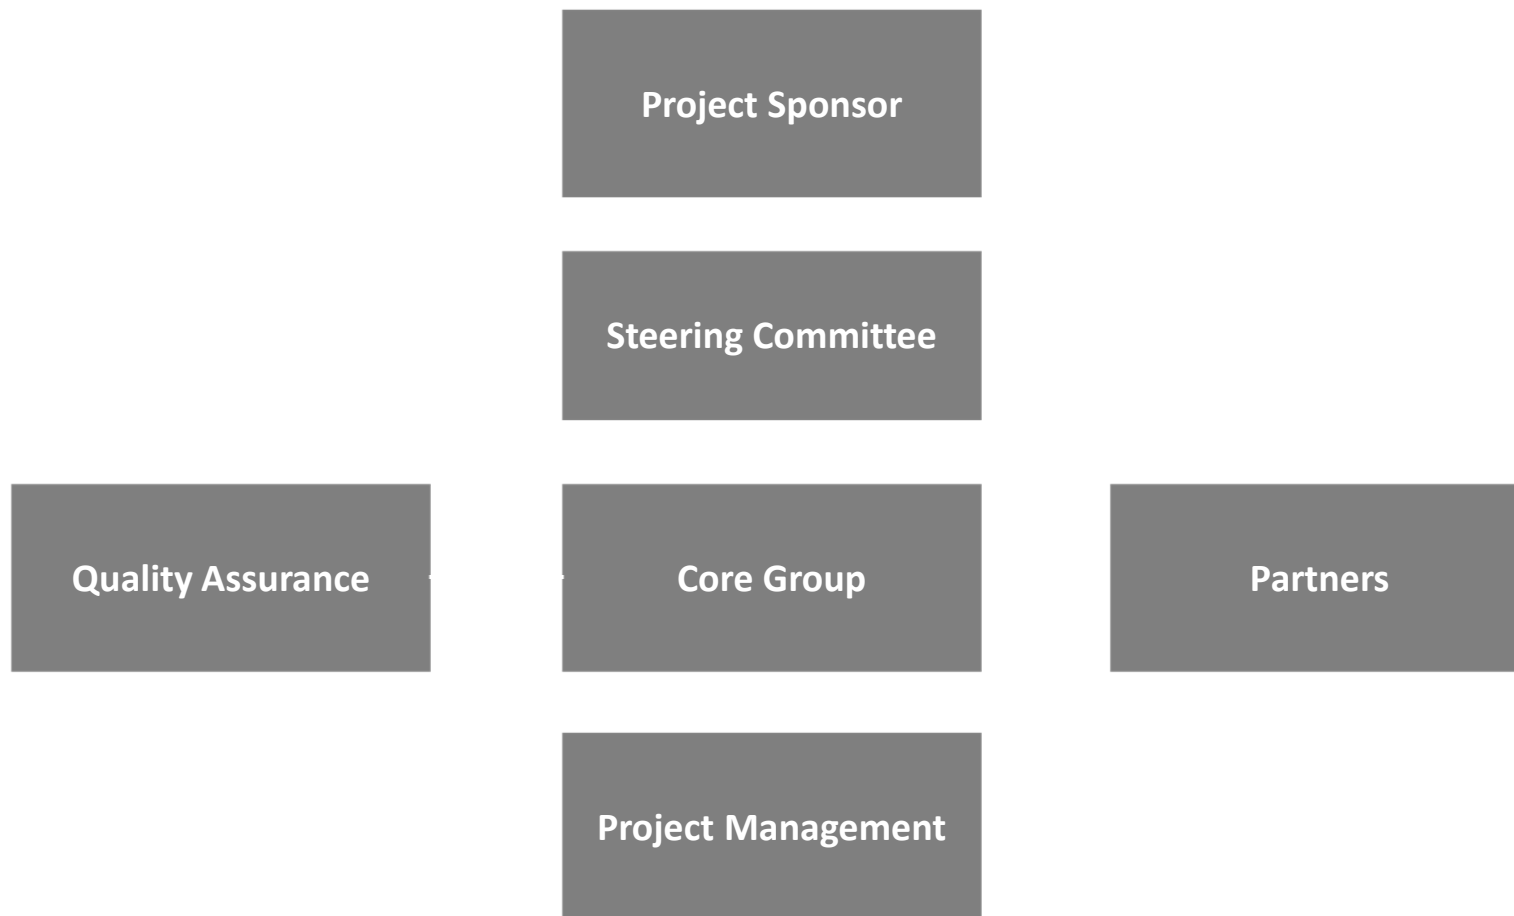 Project Sponsor
Steering Committee
Quality Assurance
Core Group
Partners
Project Management